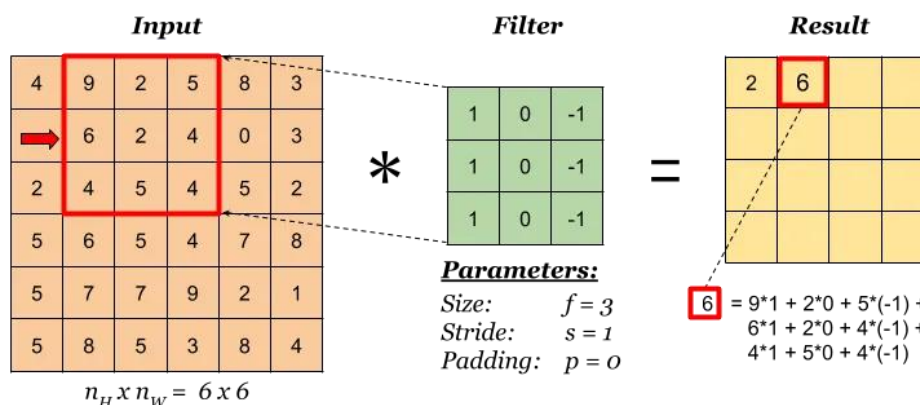 Input
Filter
Result
4 9 2 5 8 3
6 2 4 0 3
2 4 5 4 5 2
5 6 5 4 7 8
5 7 7 9 2 1
5 8 5 3 8 4
n_H x n_W = 6 x 6
*
1 0 -1
1 0 -1
1 0 -1
Parameters:
Size: f = 3
Stride: s = 1
Padding: p = 0
=
2 6
6 = 9*1 + 2*0 + 5*(-1) +
6*1 + 2*0 + 4*(-1) +
4*1 + 5*0 + 4*(-1)